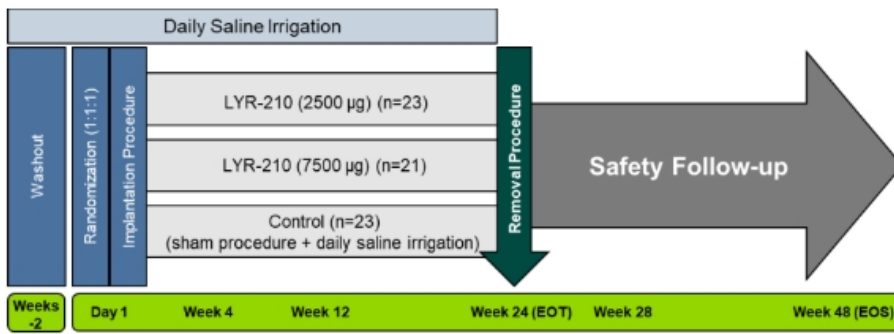 Daily Saline Irrigation
Washout
Randomization (1:1:1)
Implantation Procedure
LYR-210 (2500 µg) (n=23)
LYR-210 (7500 µg) (n=21)
Control (n=23)
(sham procedure + daily saline irrigation)
Removal Procedure
Safety Follow-up
Weeks
-2
Day 1
Week 4
Week 12
Week 24 (EOT)
Week 28
Week 48 (EOS)